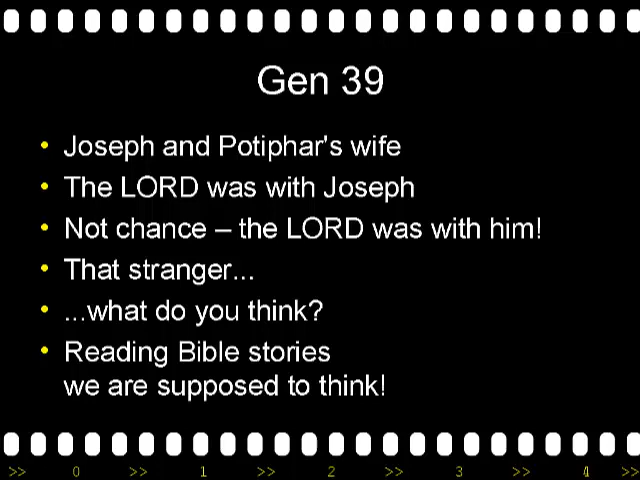 Gen 39
• Joseph and Potiphar's wife
• The LORD was with Joseph
• Not chance – the LORD was with him!
• That stranger...
• ...what do you think?
• Reading Bible stories
we are supposed to think!
>> 0 >> 1 >> 2 >> 3 >> 4 >>